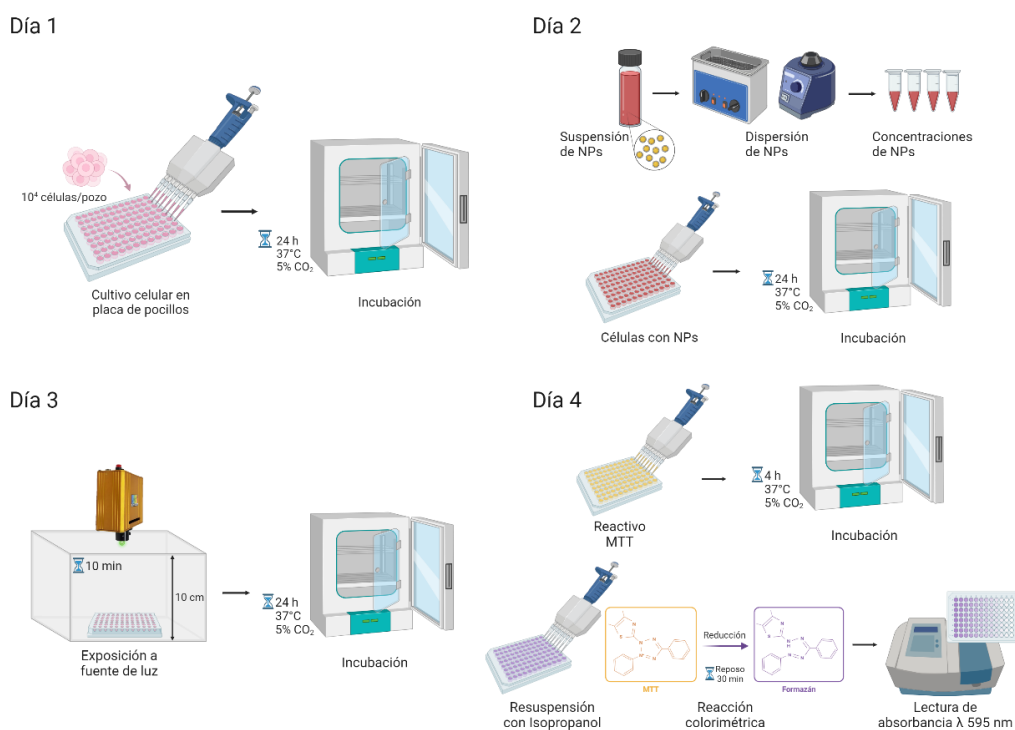 Día 1
10⁴ células/pozo
24 h
37°C
5% CO₂
Cultivo celular en
placa de pocillos
Incubación
Día 2
Suspensión
de NPs
Dispersión
de NPs
Concentraciones
de NPs
Células con NPs
24 h
37°C
5% CO₂
Incubación
Día 3
10 min
10 cm
Exposición a
fuente de luz
24 h
37°C
5% CO₂
Incubación
Día 4
Reactivo
MTT
4 h
37°C
5% CO₂
Incubación
Resuspensión
con Isopropanol
MTT
Reducción
Reposo
30 min
Formazán
Reacción
colorimétrica
Lectura de
absorbancia λ 595 nm